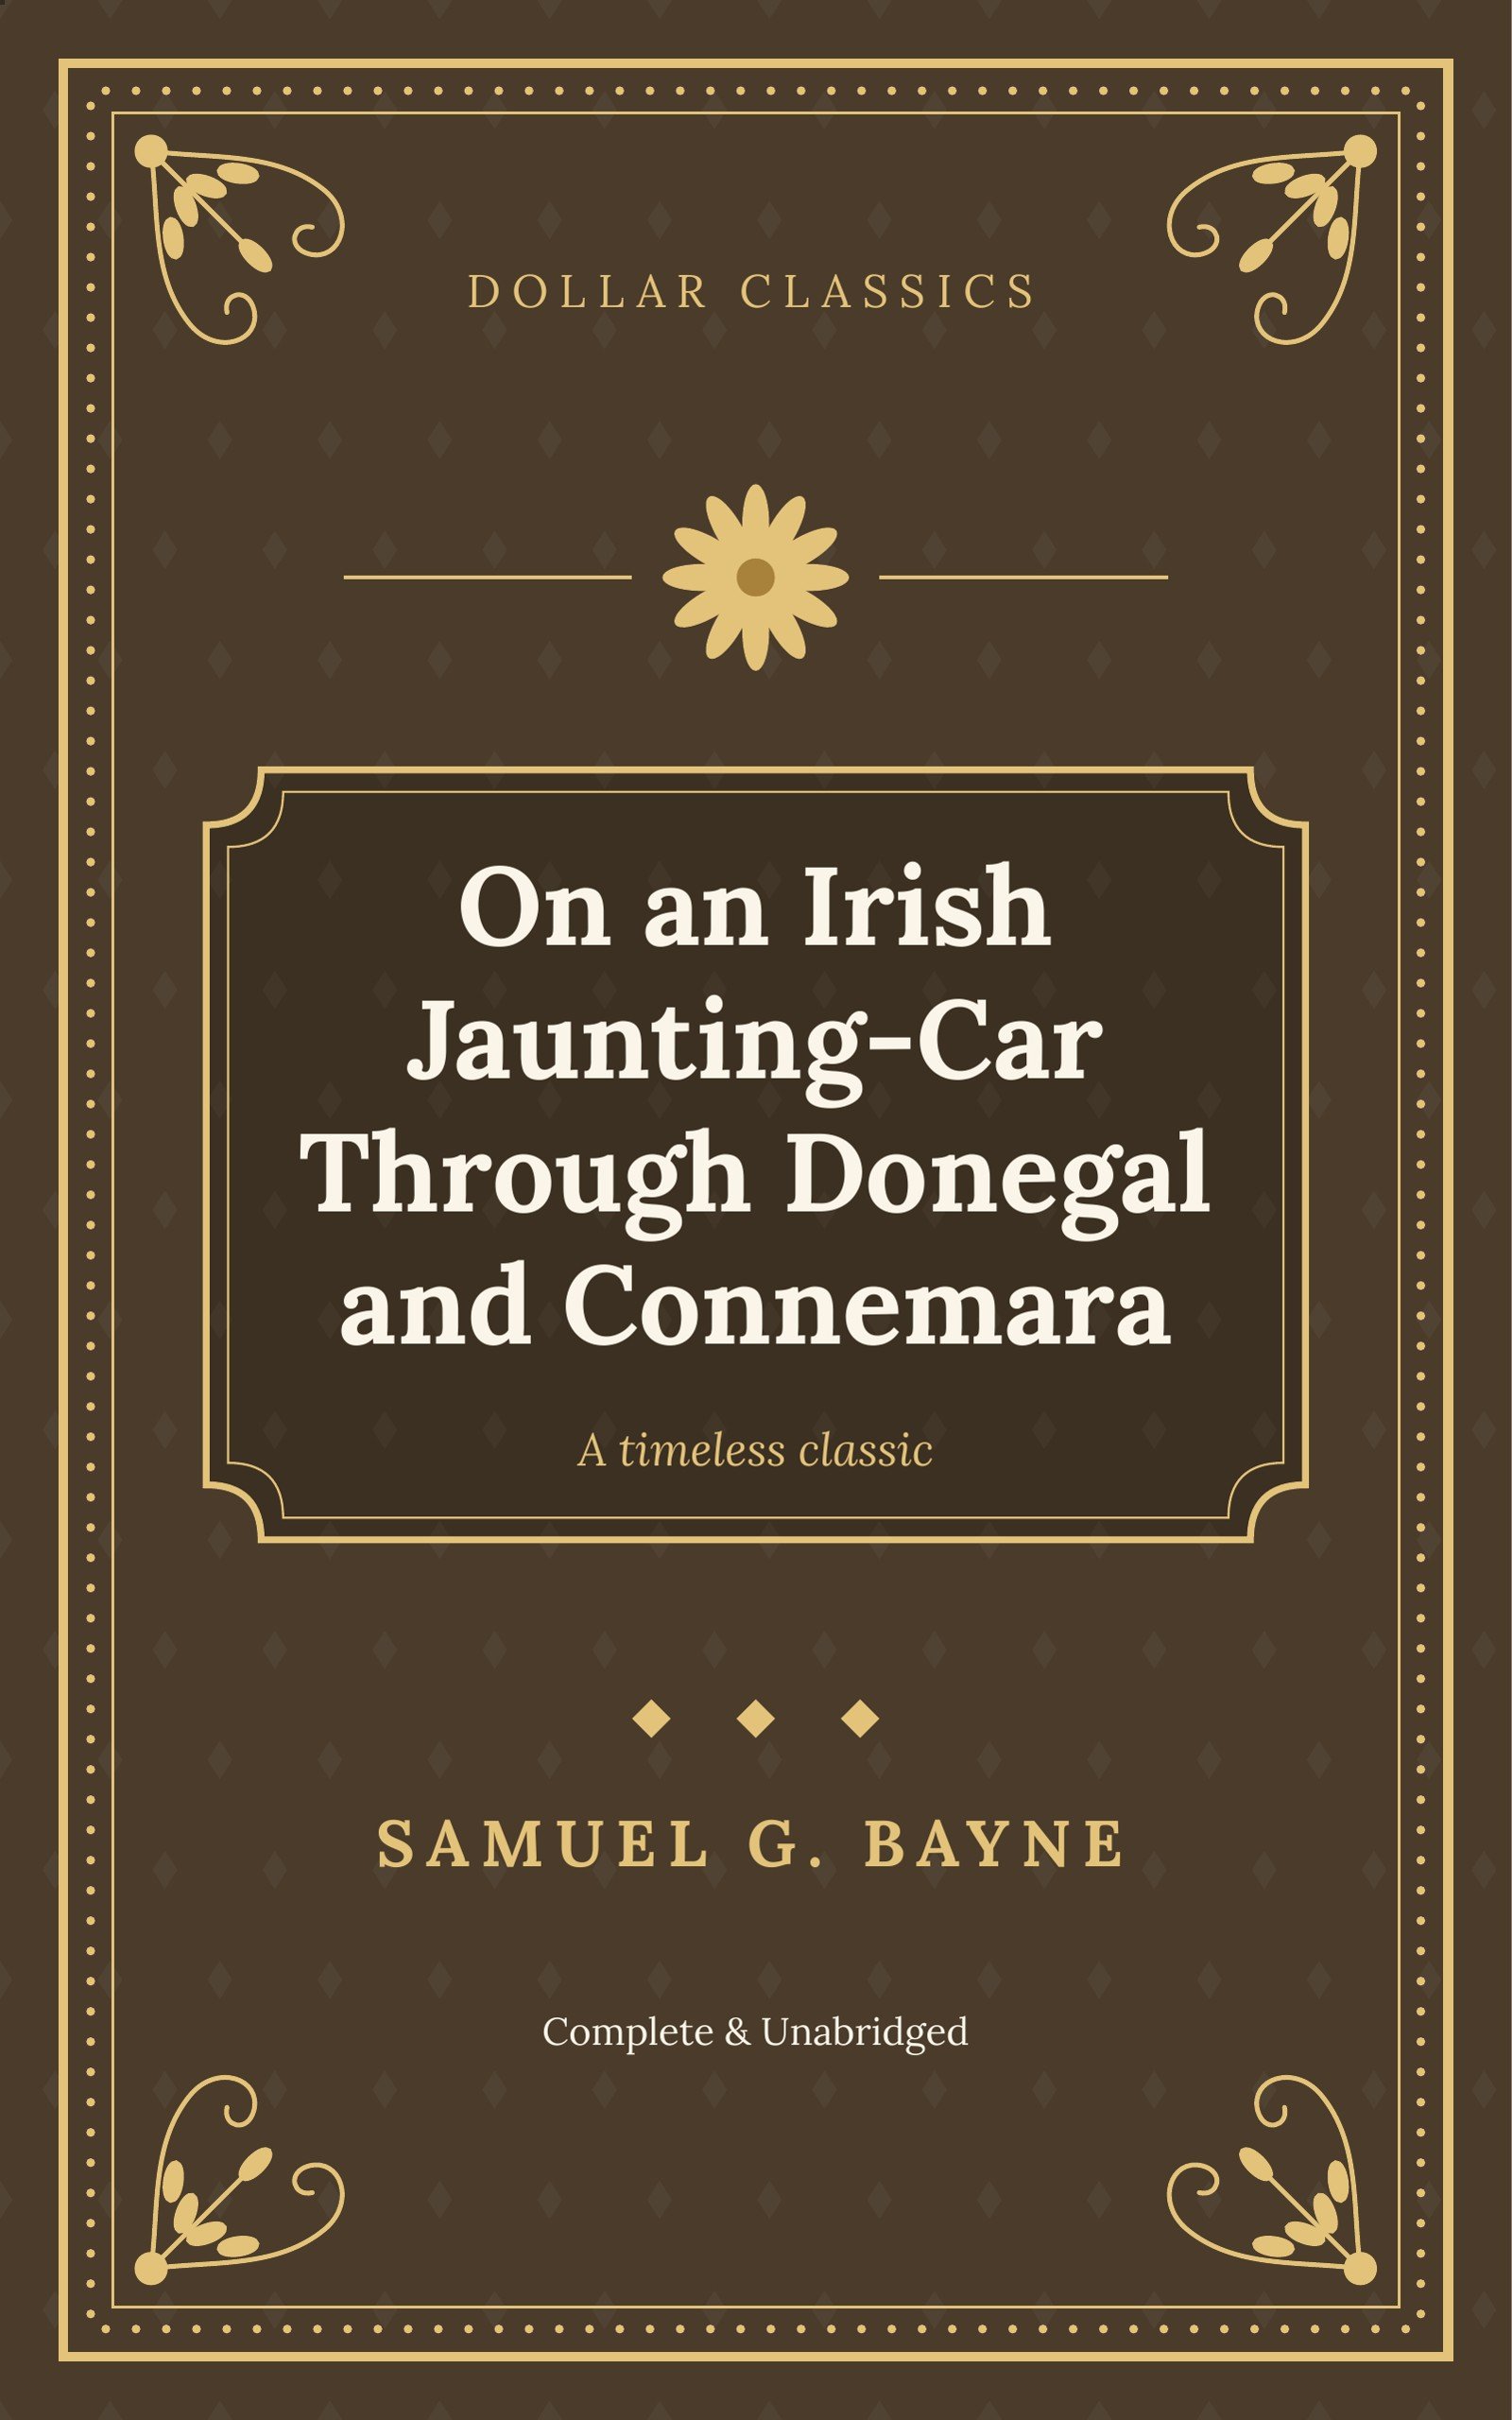 DOLLAR CLASSICS
On an Irish
Jaunting-Car
Through Donegal
and Connemara
A timeless classic
SAMUEL G. BAYNE
Complete & Unabridged